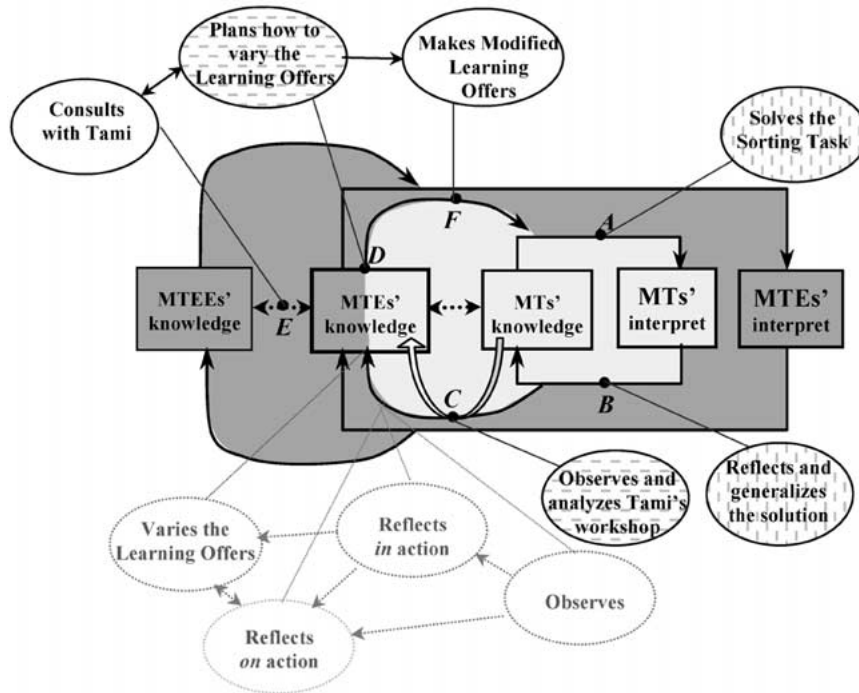 Plans how to
vary the
Learning Offers
Makes Modified
Learning
Offers
Consults
with Tami
Solves the
Sorting Task
F
A
D
MTEEs'
knowledge
E
MTEs'
knowledge
...
MTs'
knowledge
MTs'
interpret
MTEs'
interpret
C
B
Observes and
analyzes Tami's
workshop
Reflects and
generalizes
the solution
Varies the
Learning Offers
Reflects
in action
Observes
Reflects
on action